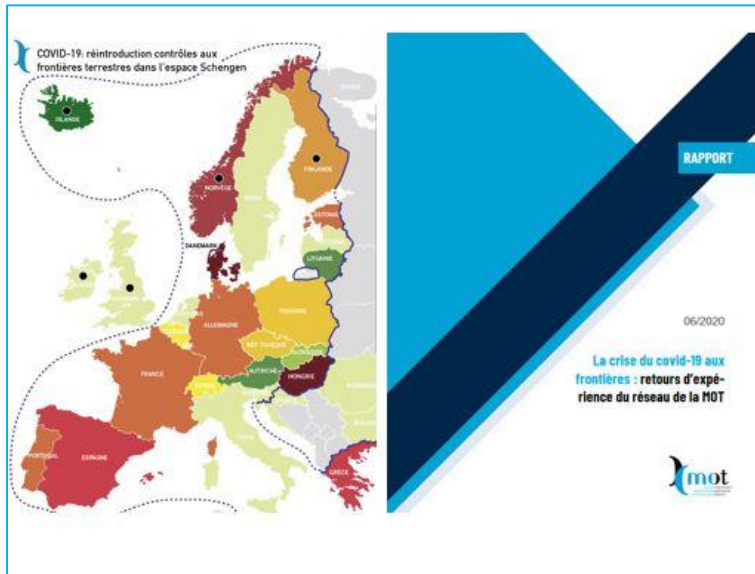 COVID-19: réintroduction contrôles aux
frontières terrestres dans l'espace Schengen
ISLANDE
NORVÈGE
FINLANDE
ESTONIE
DANEMARK
LITUANIE
ALLEMAGNE
POLOGNE
RÉP TCHÈQUE
SLOVAQUIE
AUTRICHE
HONGRIE
FRANCE
PORTUGAL
ESPAGNE
GRÈCE
RAPPORT
06/2020
La crise du covid-19 aux
frontières : retours d'expé-
rience du réseau de la MOT
mot